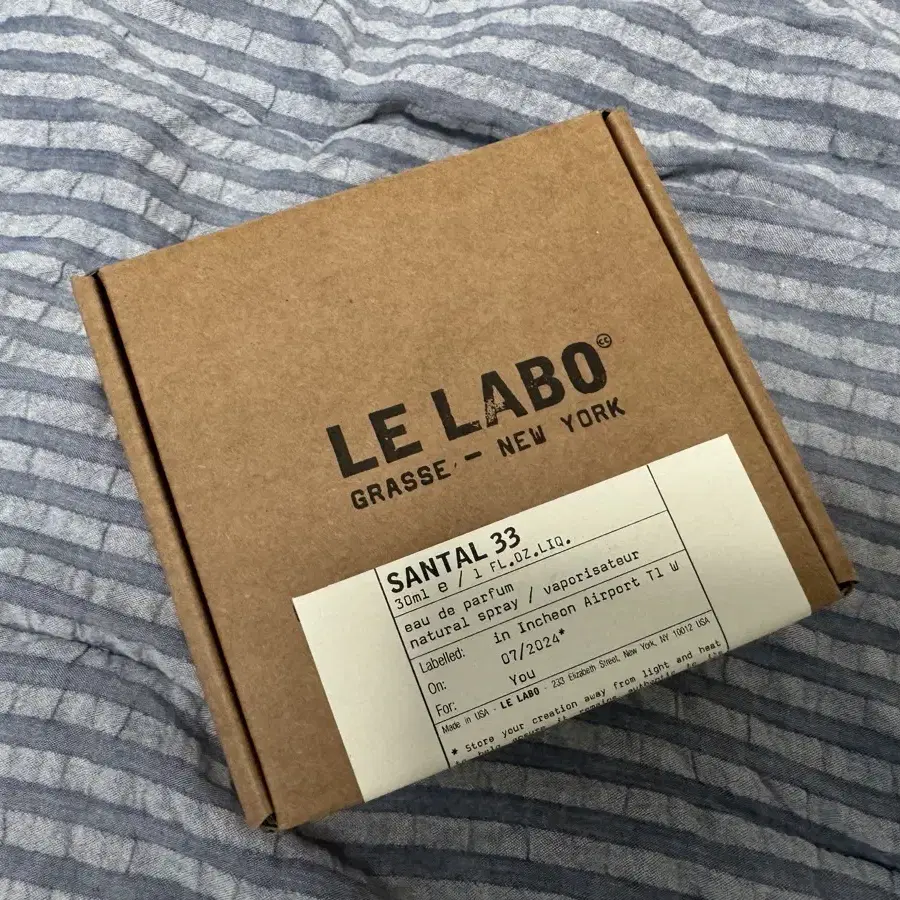 LE LABO
GRASSE - NEW YORK
SANTAL 33
30ml e / 1 FL.OZ.LIQ.
eau de parfum
natural spray / vaporisateur
Labelled: in Incheon Airport T1 W
On: 07/2024*
For: You
Made in USA - LE LABO - 233 Elizabeth Street, New York, NY 10012 USA
* Store your creation away from light and heat